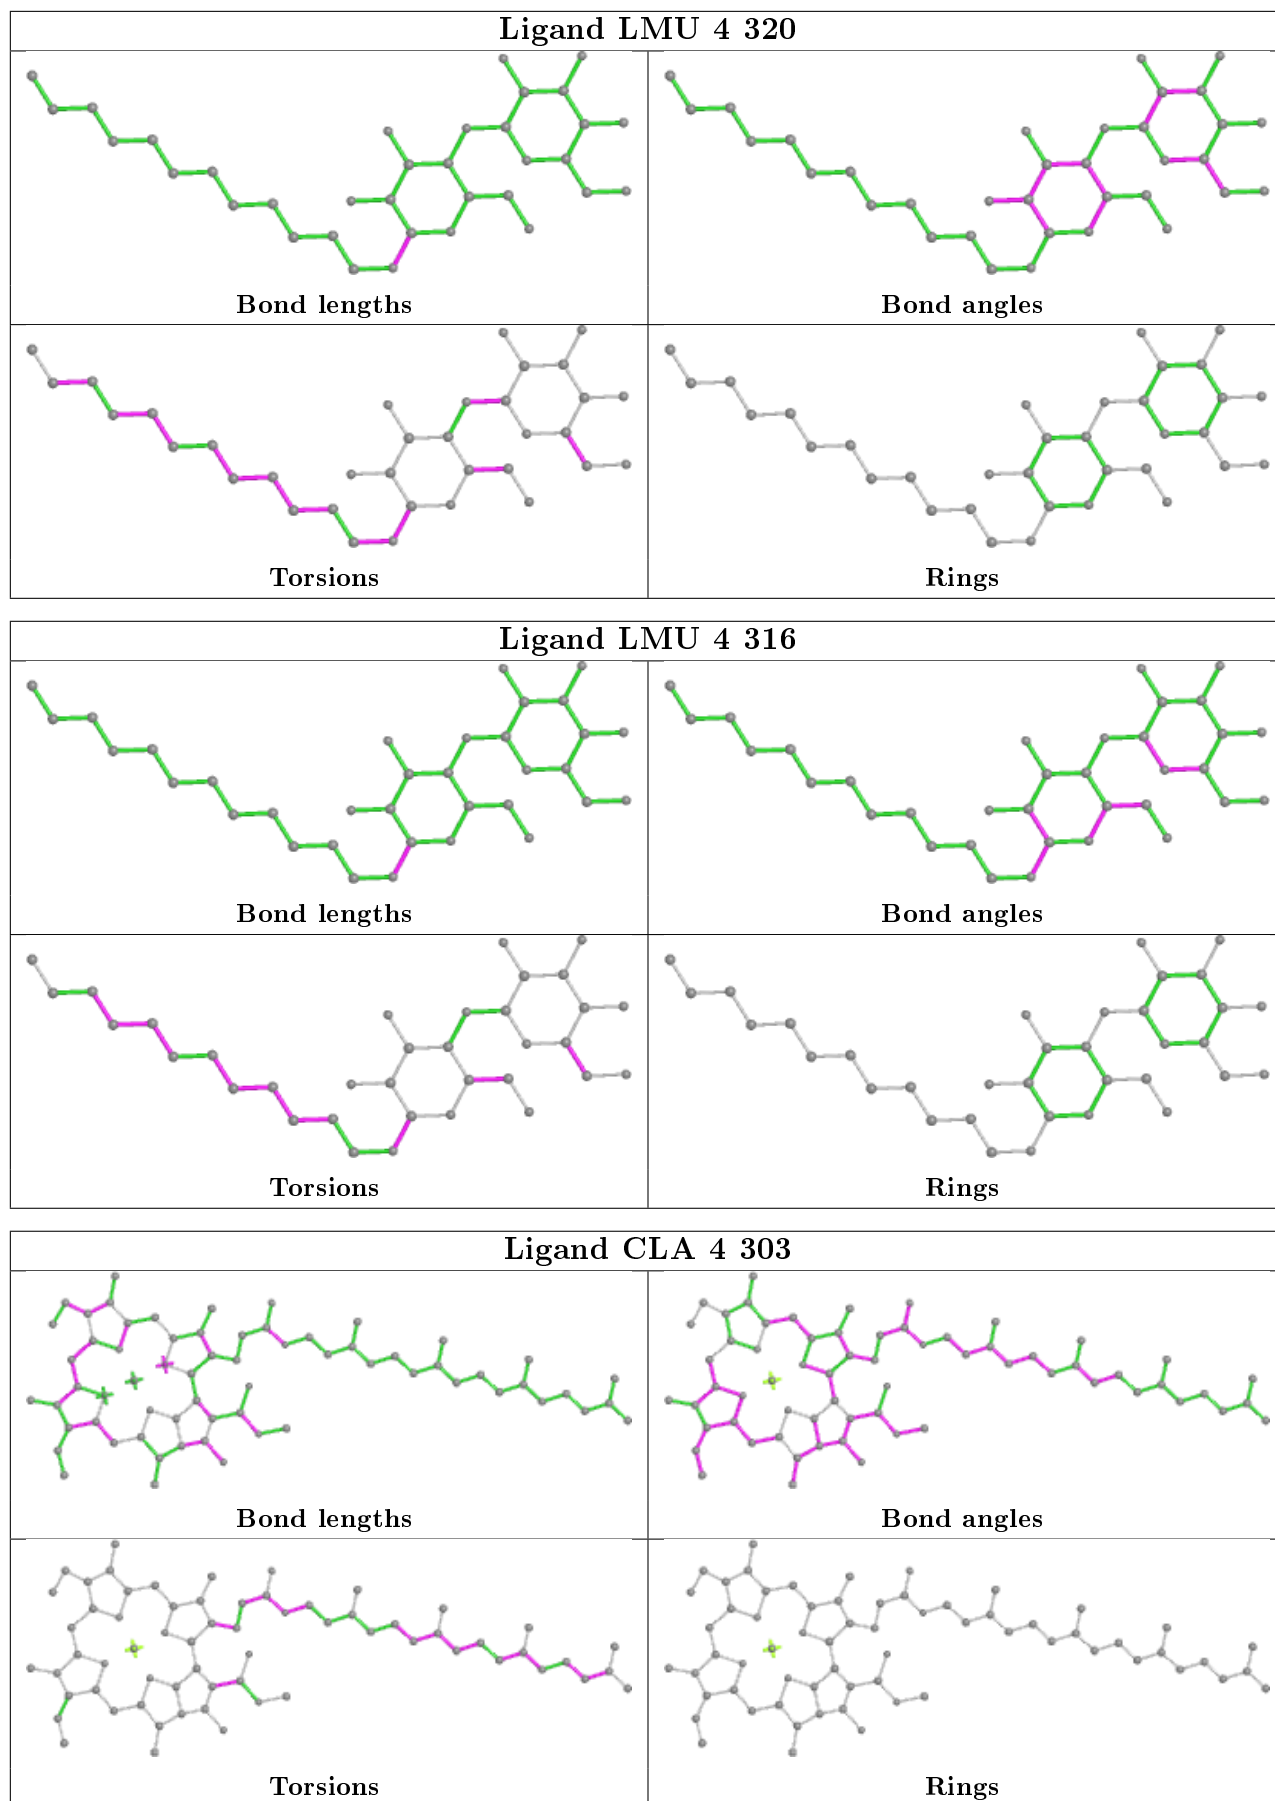 Ligand LMU 4 320
Bond lengths
Bond angles
Torsions
Rings
Ligand LMU 4 316
Bond lengths
Bond angles
Torsions
Rings
Ligand CLA 4 303
Bond lengths
Bond angles
Torsions
Rings